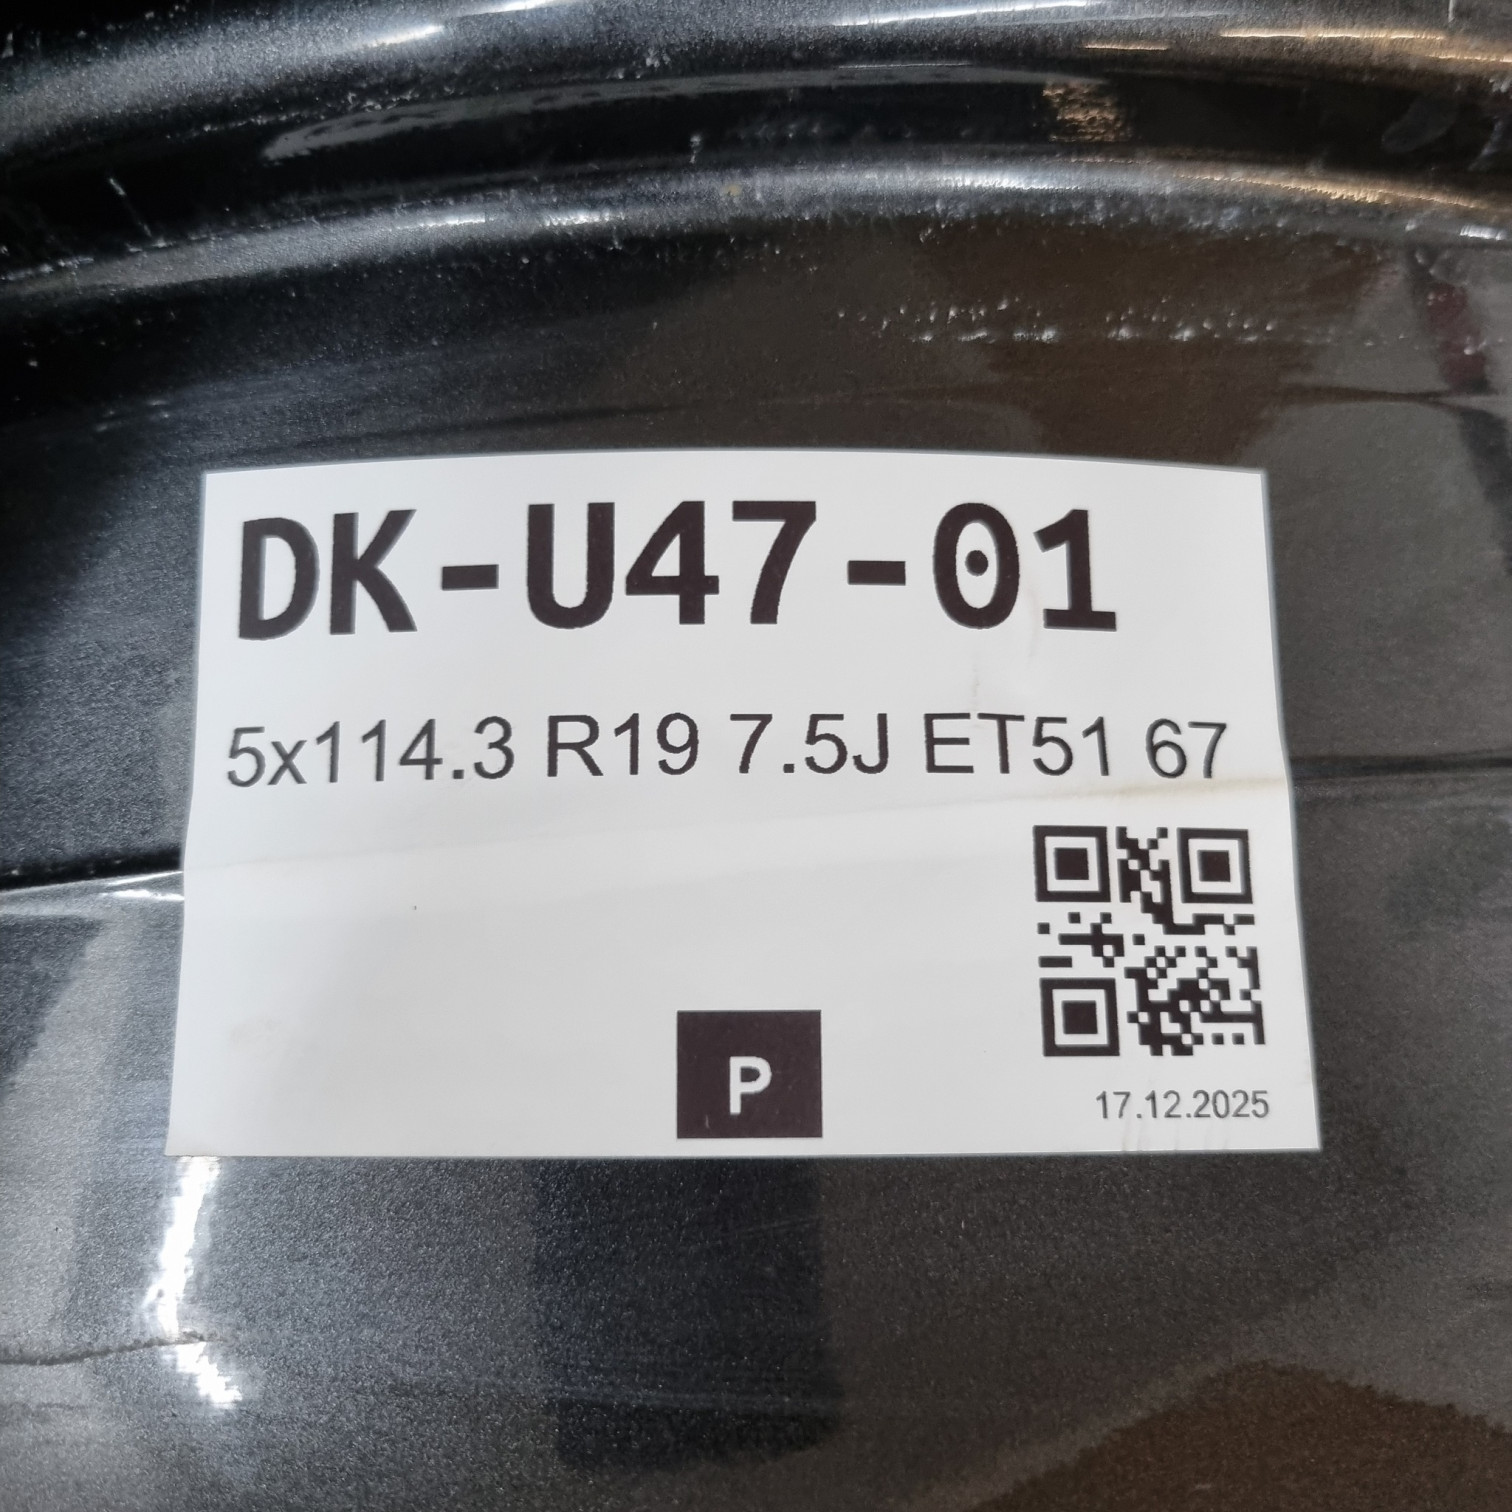 DK-U47-01
5x114.3 R19 7.5J ET51 67
P
17.12.2025